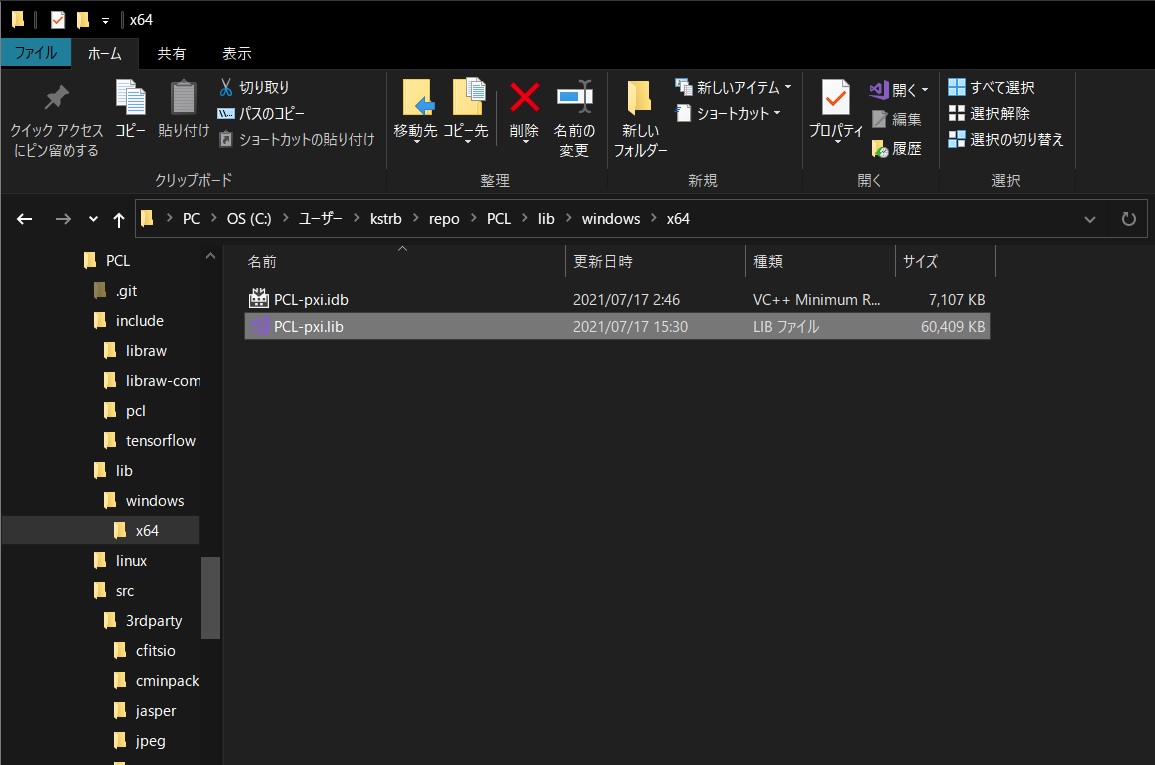 x64
ファイル ホーム 共有 表示
クイック アクセス
にピン留めする
コピー
貼り付け
切り取り
パスのコピー
ショートカットの貼り付け
クリップボード
移動先
コピー先
削除
名前の
変更
整理
新しい
フォルダー
新しいアイテム
ショートカット
新規
プロパティ
開く
編集
履歴
開く
すべて選択
選択解除
選択の切り替え
選択
PC > OS (C:) > ユーザー > kstrb > repo > PCL > lib > windows > x64
PCL
.git
include
libraw
libraw-com
pcl
tensorflow
lib
windows
x64
linux
src
3rdparty
cfitsio
cminpack
jasper
jpeg
名前 更新日時 種類 サイズ
PCL-pxi.idb 2021/07/17 2:46 VC++ Minimum R... 7,107 KB
PCL-pxi.lib 2021/07/17 15:30 LIB ファイル 60,409 KB